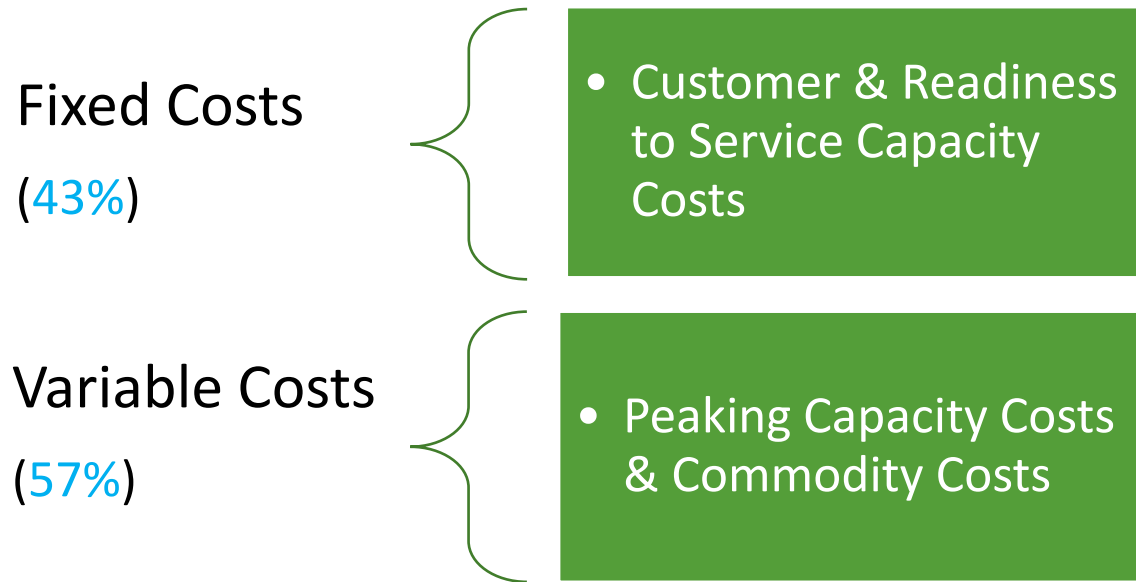 Fixed Costs
(43%)
• Customer & Readiness
to Service Capacity
Costs
Variable Costs
(57%)
• Peaking Capacity Costs
& Commodity Costs